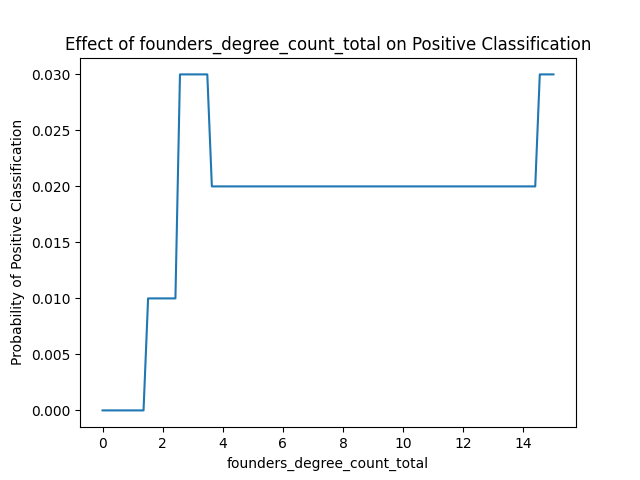 Effect of founders_degree_count_total on Positive Classification
Probability of Positive Classification
0.030
0.025
0.020
0.015
0.010
0.005
0.000
0 2 4 6 8 10 12 14
founders_degree_count_total